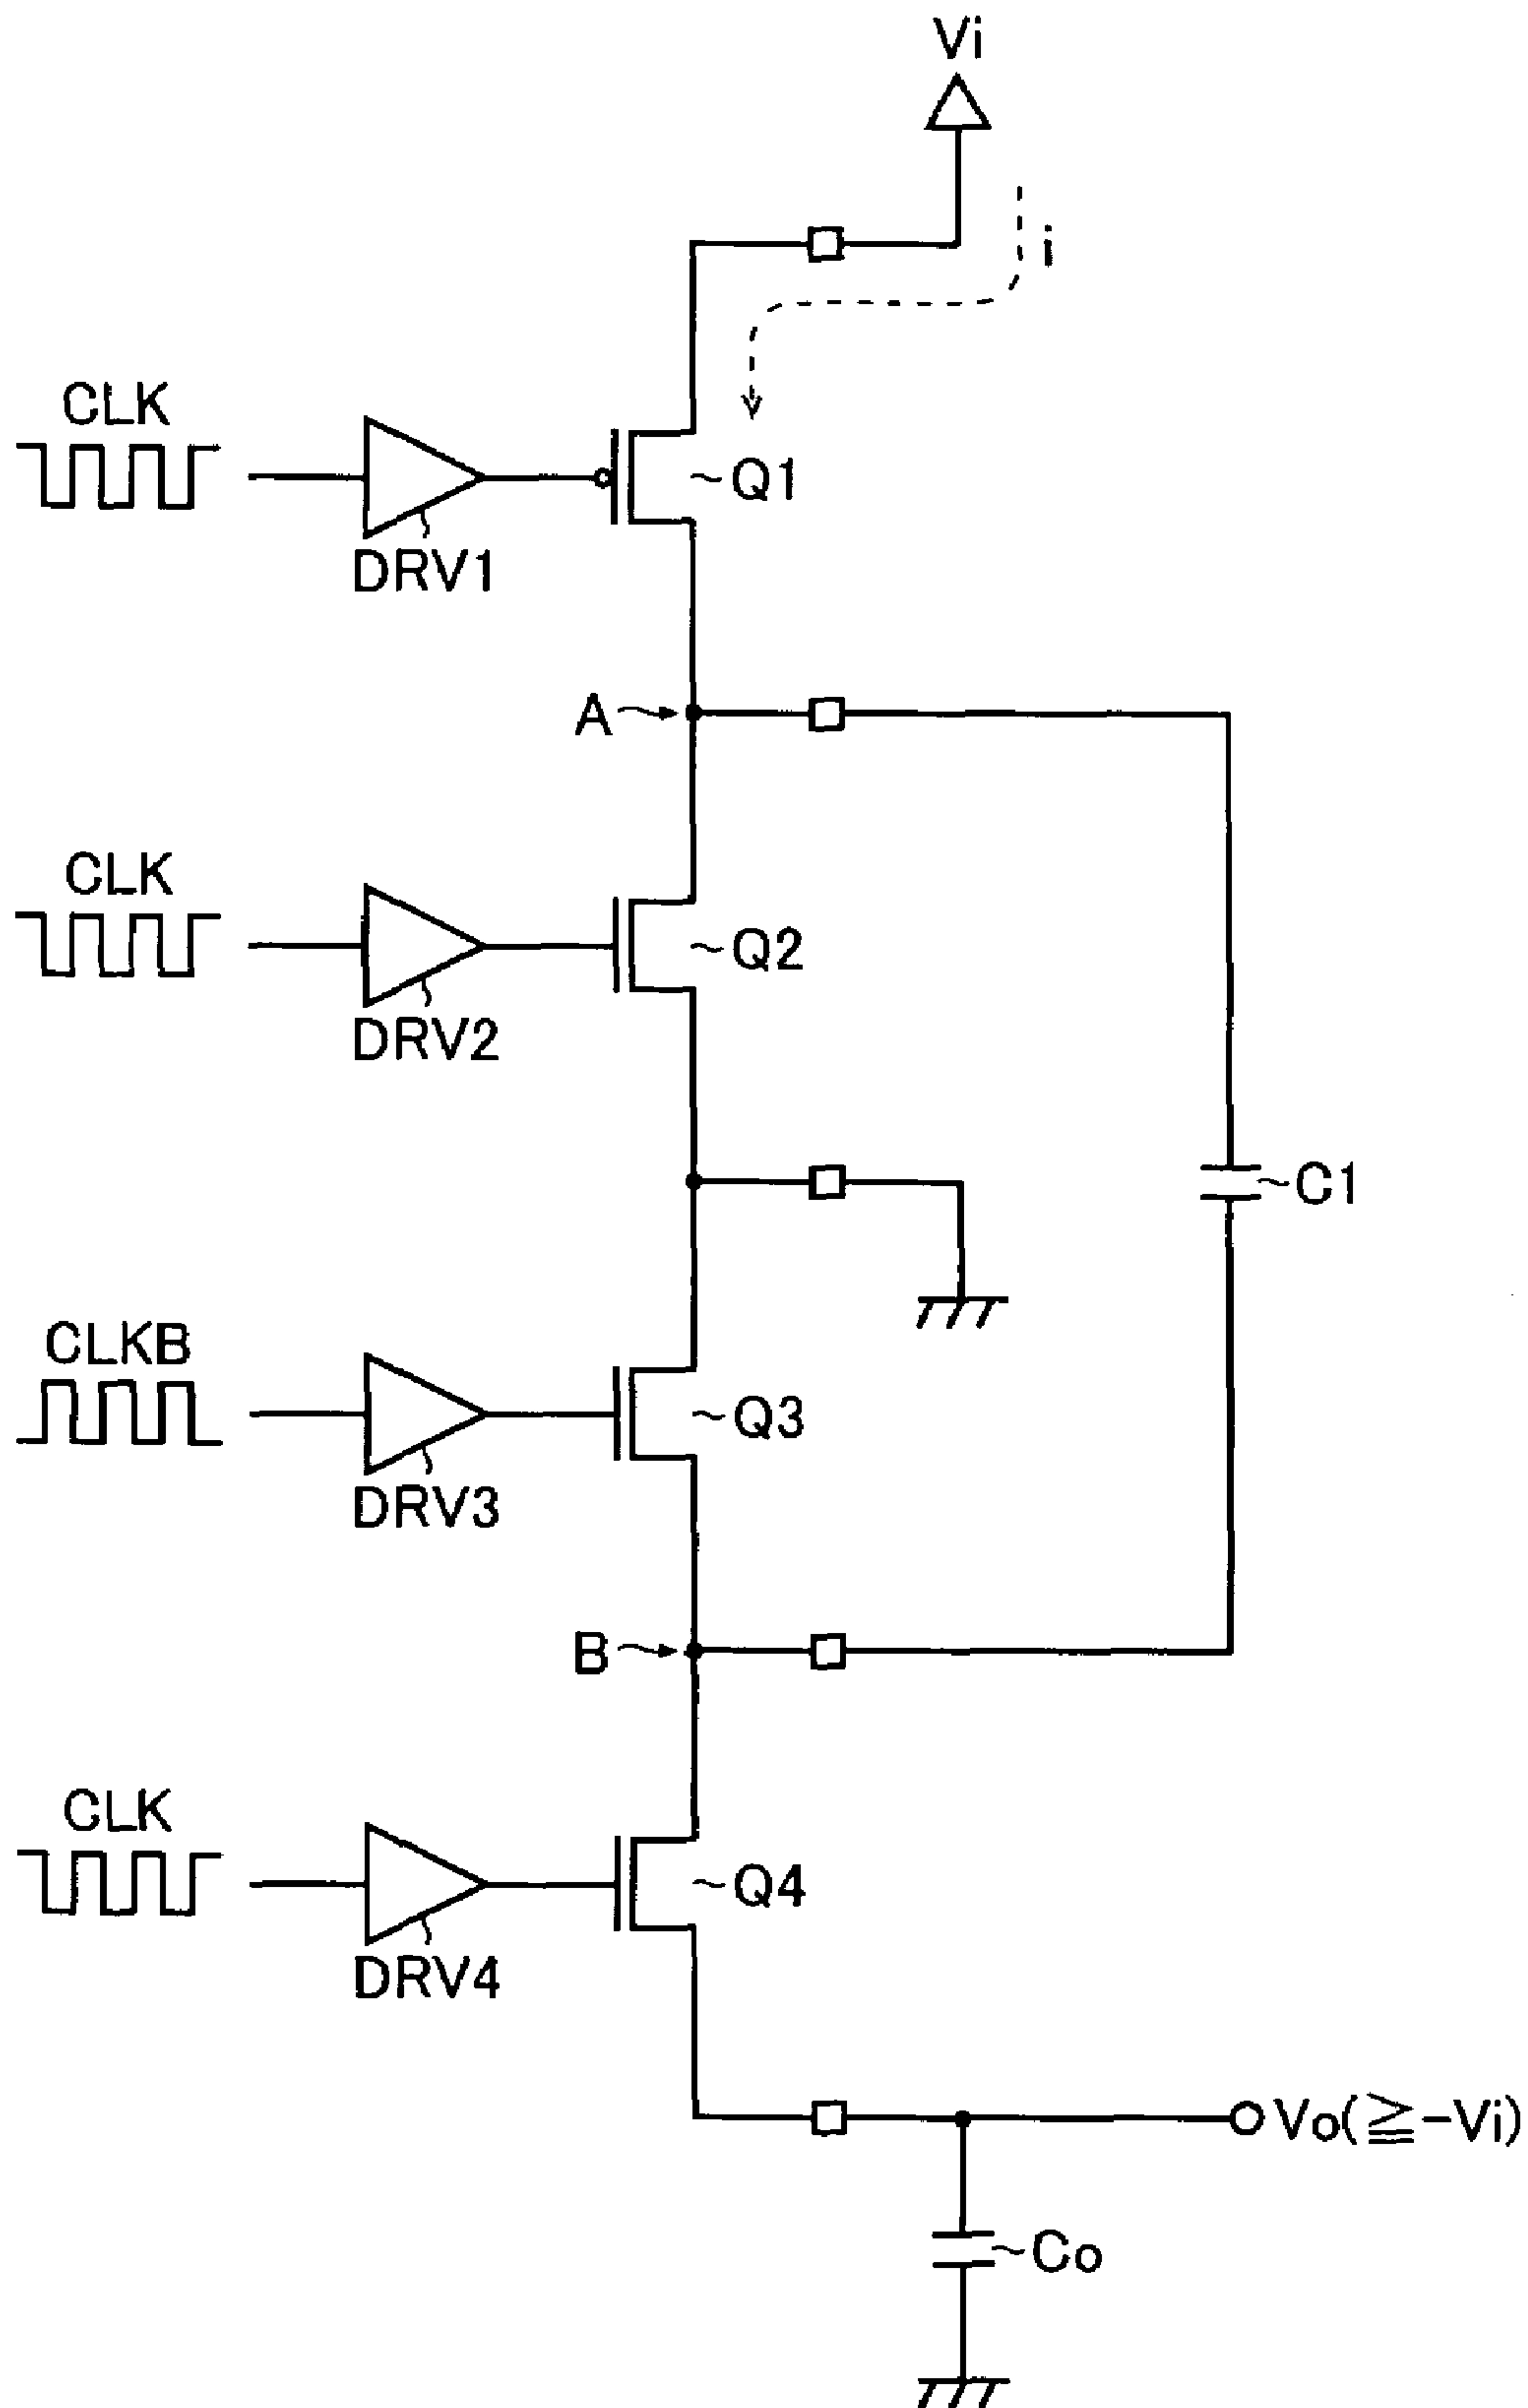 Vi
i
CLK
Q1
DRV1
A
CLK
Q2
DRV2
C1
CLKB
Q3
DRV3
B
CLK
Q4
DRV4
Vo(≧-Vi)
Co